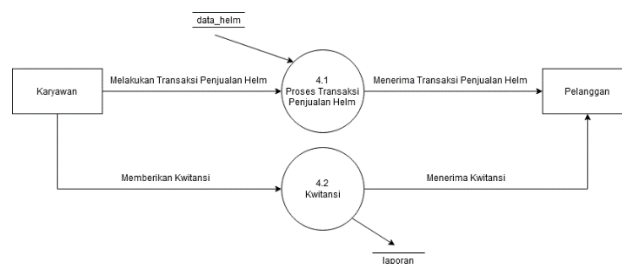 data_helm
4.1
Melakukan Transaksi Penjualan Helm
Proses Transaksi
Menerima Transaksi Penjualan Helm
Karyawan
Penjualan Helm
Pelanggan
Memberikan Kwitansi
4.2
Kwitansi
Menerima Kwitansi
laporan